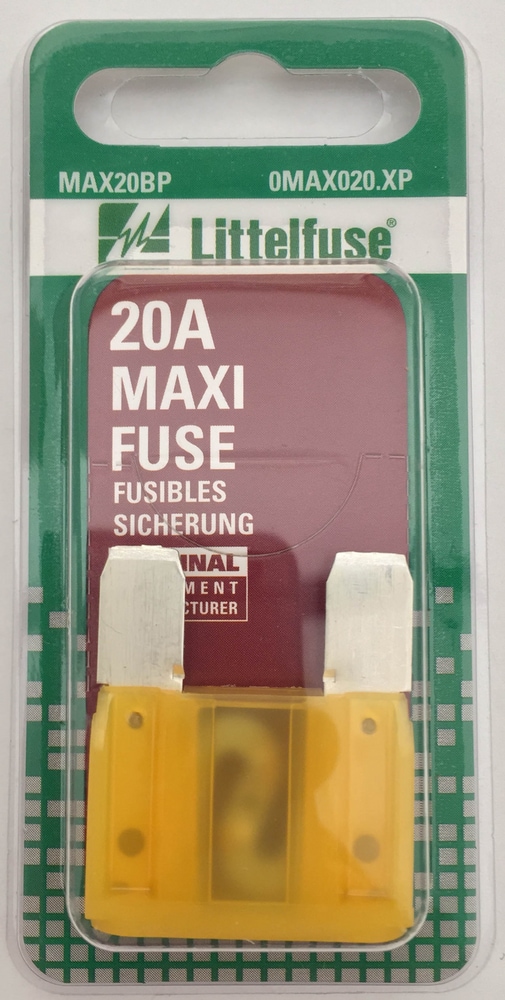 MAX20BP 0MAX020.XP
Littelfuse®
20A
MAXI
FUSE
FUSIBLES
SICHERUNG